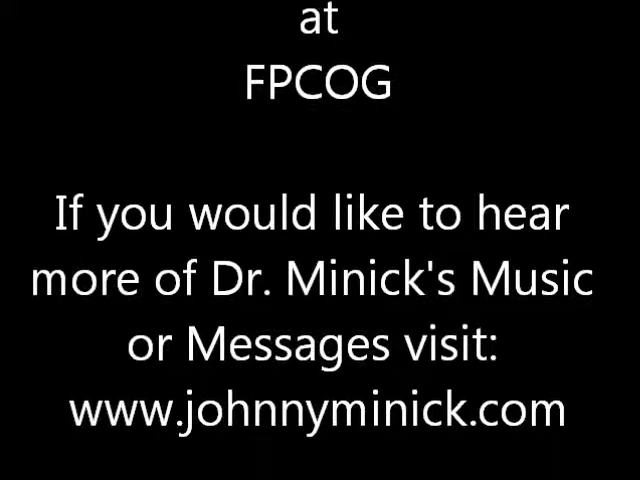 at
FPCOG
If you would like to hear
more of Dr. Minick's Music
or Messages visit:
www.johnnyminick.com